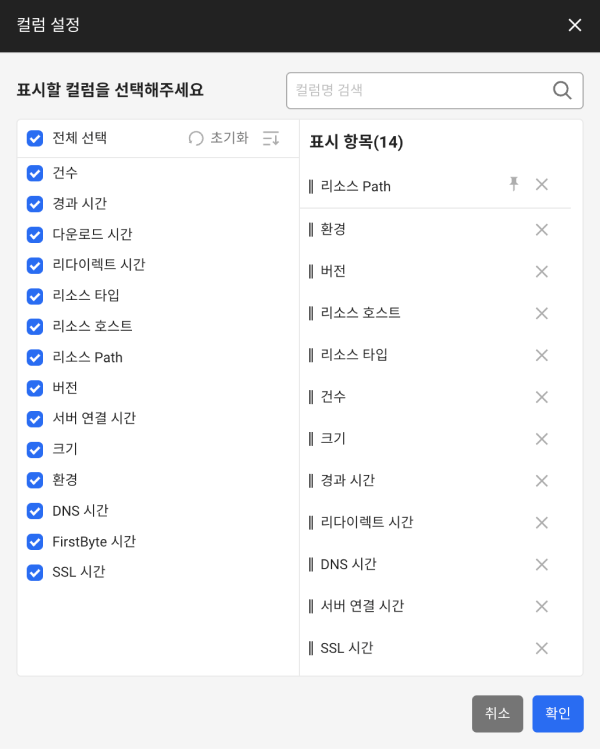 컬럼 설정
표시할 컬럼을 선택해주세요
컬럼명 검색
전체 선택
초기화
건수
경과 시간
다운로드 시간
리다이렉트 시간
리소스 타입
리소스 호스트
리소스 Path
버전
서버 연결 시간
크기
환경
DNS 시간
FirstByte 시간
SSL 시간
표시 항목(14)
리소스 Path
환경
버전
리소스 호스트
리소스 타입
건수
크기
경과 시간
리다이렉트 시간
DNS 시간
서버 연결 시간
SSL 시간
취소
확인